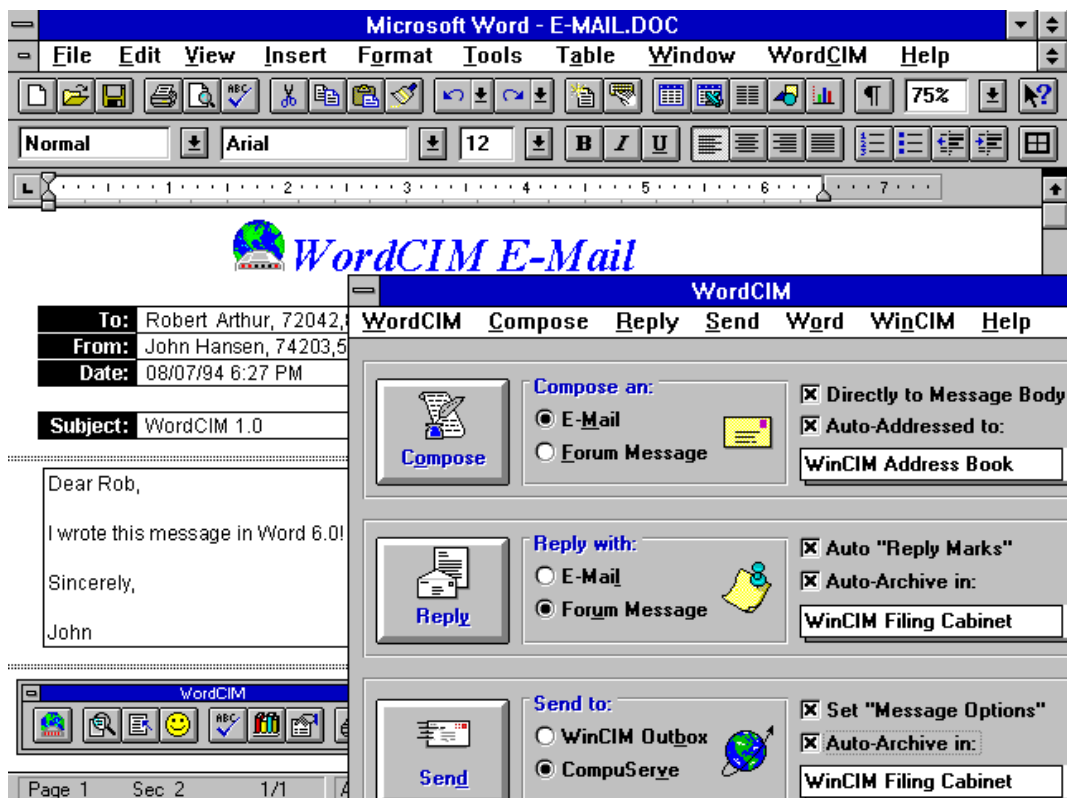 Microsoft Word - E-MAIL.DOC
File Edit View Insert Format Tools Table Window WordCIM Help
ABC 75% ?
Normal Arial 12 B I U
1 2 3 4 5 6 7
WordCIM E-Mail
To: Robert Arthur, 72042,
From: John Hansen, 74203,5
Date: 08/07/94 6:27 PM
Subject: WordCIM 1.0
Dear Rob,
I wrote this message in Word 6.0!
Sincerely,
John
WordCIM
ABC
Page 1 Sec 2 1/1
WordCIM
WordCIM Compose Reply Send Word WinCIM Help
Compose
Compose an:
E-Mail
Forum Message
Directly to Message Body
Auto-Addressed to:
WinCIM Address Book
Reply
Reply with:
E-Mail
Forum Message
Auto "Reply Marks"
Auto-Archive in:
WinCIM Filing Cabinet
Send
Send to:
WinCIM Outbox
CompuServe
Set "Message Options"
Auto-Archive in:
WinCIM Filing Cabinet